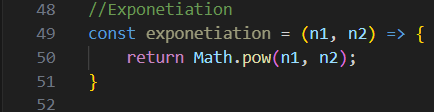 48 //Exponetiation
49 const exponetiation = (n1, n2) => {
50 return Math.pow(n1, n2);
51 }
52